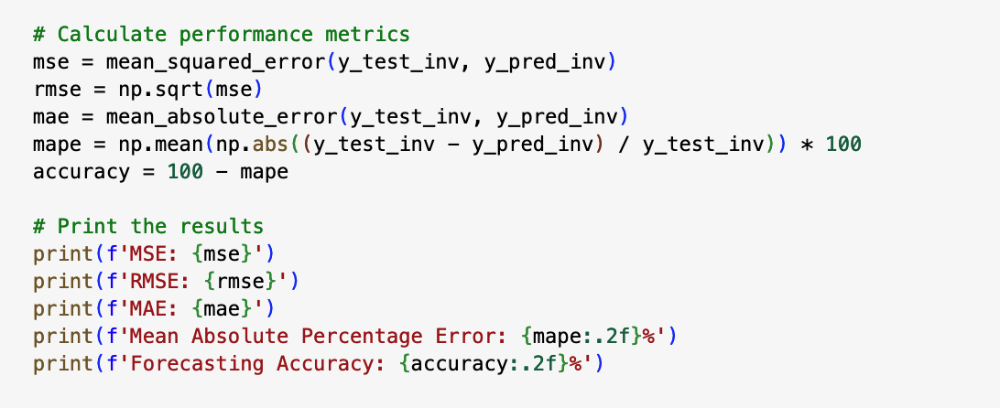 # Calculate performance metrics
mse = mean_squared_error(y_test_inv, y_pred_inv)
rmse = np.sqrt(mse)
mae = mean_absolute_error(y_test_inv, y_pred_inv)
mape = np.mean(np.abs((y_test_inv - y_pred_inv) / y_test_inv)) * 100
accuracy = 100 - mape

# Print the results
print(f'MSE: {mse}')
print(f'RMSE: {rmse}')
print(f'MAE: {mae}')
print(f'Mean Absolute Percentage Error: {mape:.2f}%')
print(f'Forecasting Accuracy: {accuracy:.2f}%')